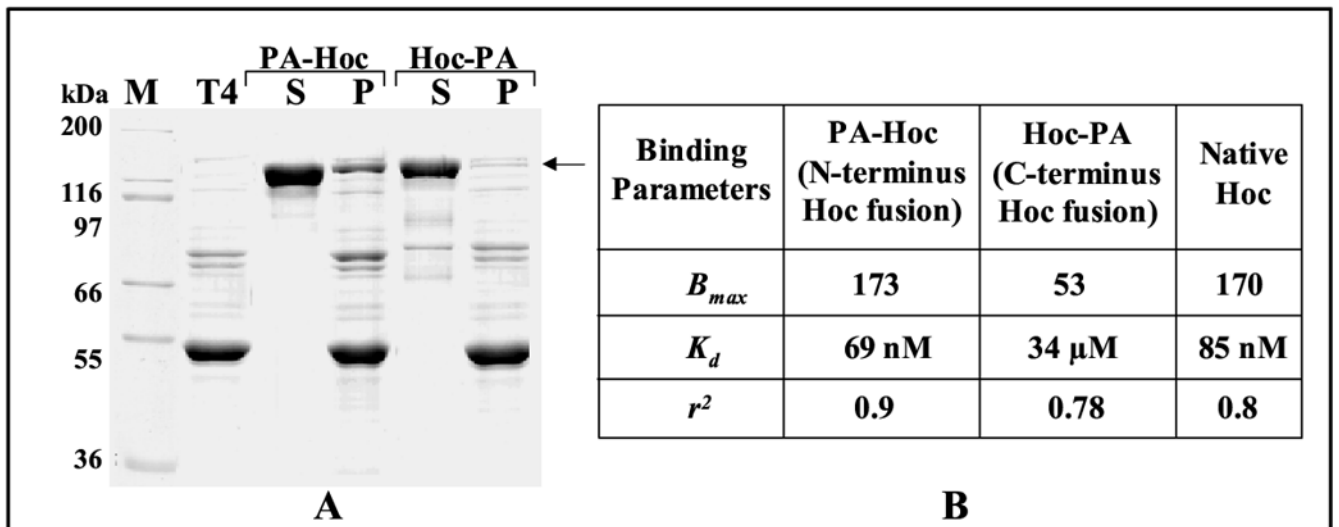 PA-Hoc Hoc-PA
kDa M T4 S P S P
200
116
97
66
55
36
A
Binding Parameters
PA-Hoc (N-terminus Hoc fusion)
Hoc-PA (C-terminus Hoc fusion)
Native Hoc
Bmax 173 53 170
Kd 69 nM 34 μM 85 nM
r2 0.9 0.78 0.8
B